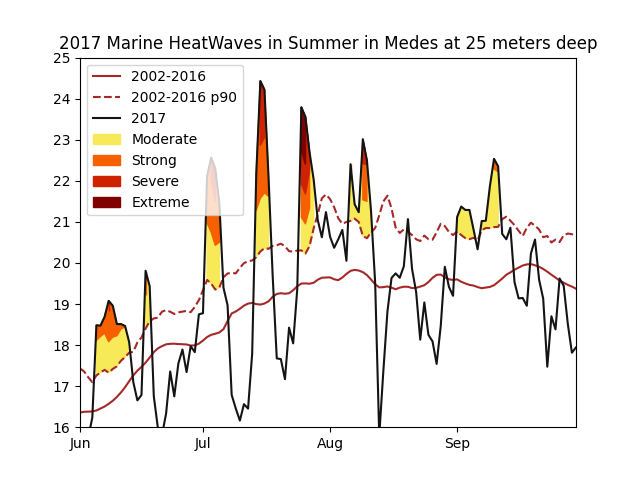 2017 Marine HeatWaves in Summer in Medes at 25 meters deep
25
24
23
22
21
20
19
18
17
16
2002-2016
2002-2016 p90
2017
Moderate
Strong
Severe
Extreme
Jun
Jul
Aug
Sep